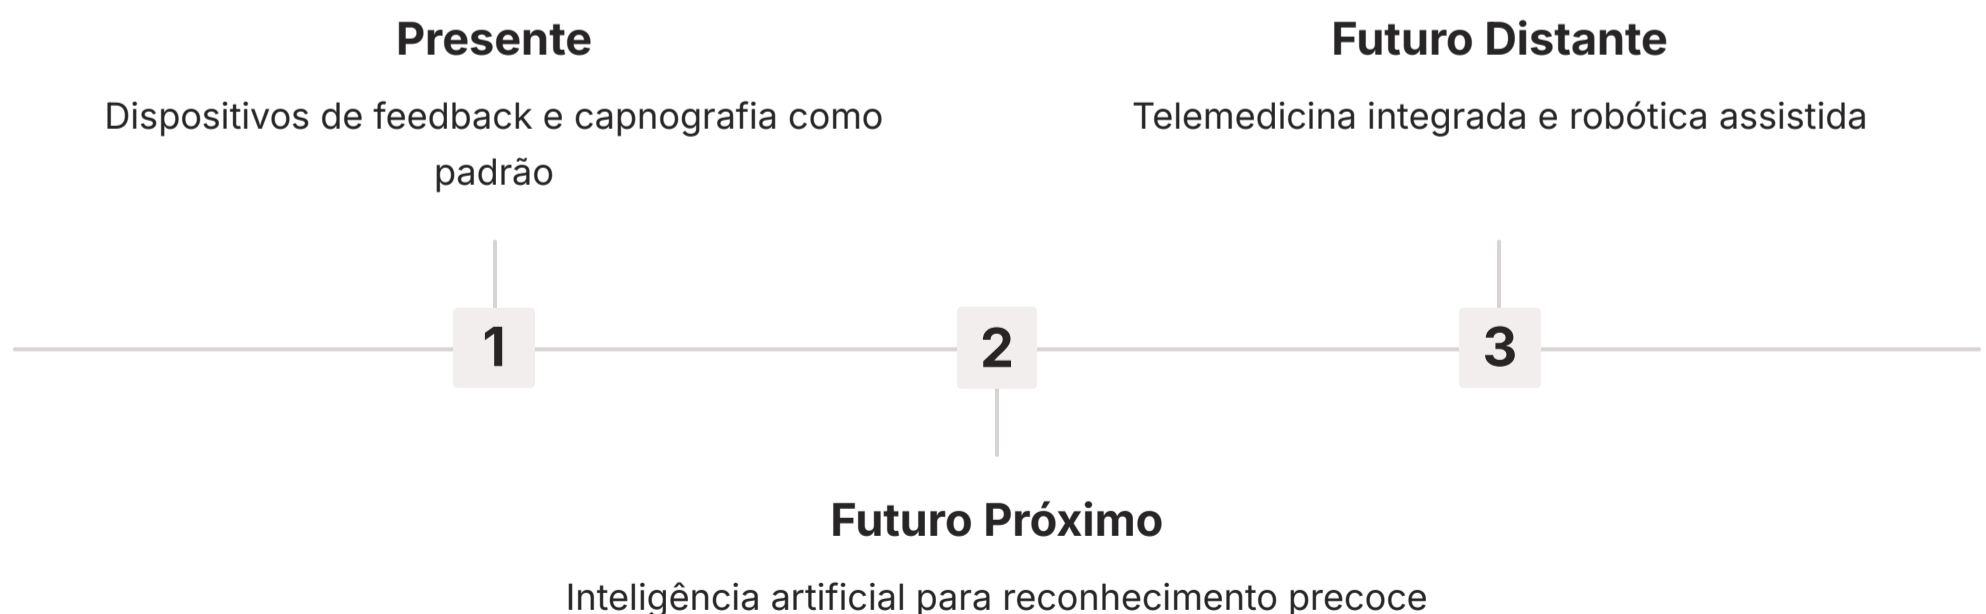 Presente
Dispositivos de feedback e capnografia como
padrão
Futuro Distante
Telemedicina integrada e robótica assistida
1
2
3
Futuro Próximo
Inteligência artificial para reconhecimento precoce